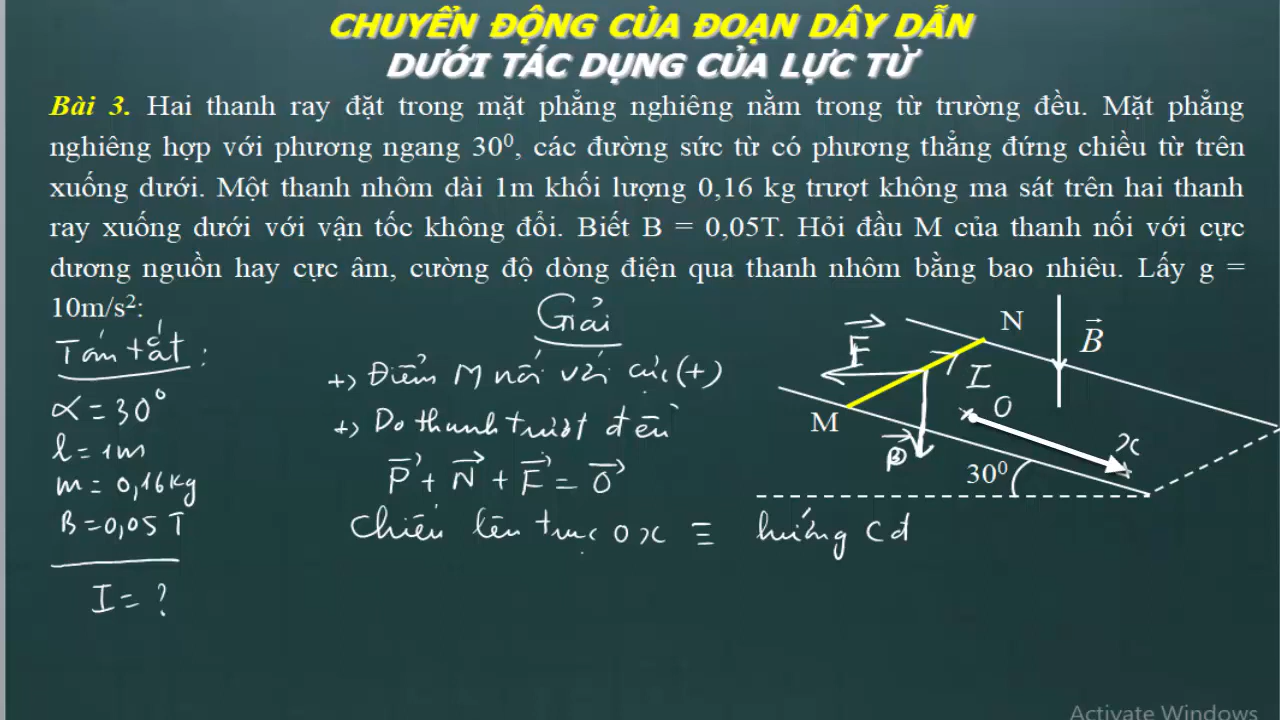 CHUYỂN ĐỘNG CỦA ĐOẠN DÂY DẪN
DƯỚI TÁC DỤNG CỦA LỰC TỪ
Bài 3. Hai thanh ray đặt trong mặt phẳng nghiêng nằm trong từ trường đều. Mặt phẳng
nghiêng hợp với phương ngang 30⁰, các đường sức từ có phương thẳng đứng chiều từ trên
xuống dưới. Một thanh nhôm dài 1m khối lượng 0,16 kg trượt không ma sát trên hai thanh
ray xuống dưới với vận tốc không đổi. Biết B = 0,05T. Hỏi đầu M của thanh nối với cực
dương nguồn hay cực âm, cường độ dòng điện qua thanh nhôm bằng bao nhiêu. Lấy g =
10m/s²:
Tóm tắt:
α = 30°
l = 1m
m = 0,16kg
B = 0,05T
I = ?
Giải
+) Điểm M nối với cực (+)
+) Do thanh trượt đều
P⃗ + N⃗ + F⃗ = 0⃗
Chiếu lên trục Ox ≡ hướng cđ
N
B⃗
F⃗
I
O
M
P⃗
x
30⁰
Activate Windows